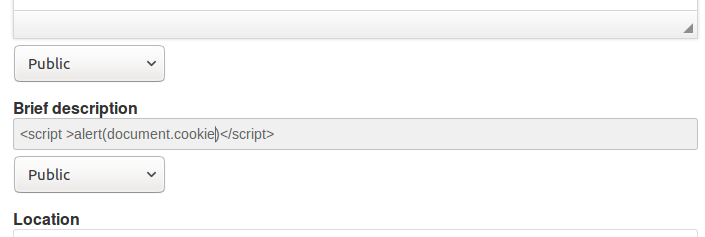 Public
Brief description
<script >alert(document.cookie)</script>
Public
Location